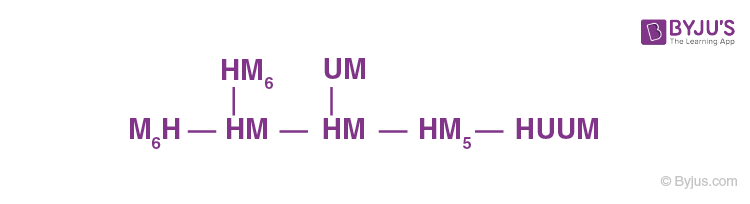 BYJU'S
The Learning App
HM₆ UM
M₆H — HM — HM — HM₅ — HUUM
© Byjus.com